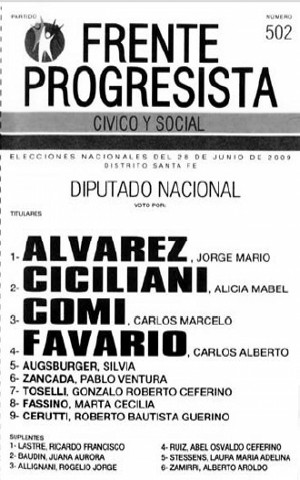 PARTIDO
NUMERO
502
FRENTE
PROGRESISTA
CIVICO Y SOCIAL
ELECCIONES NACIONALES DEL 28 DE JUNIO DE 2009
DISTRITO SANTA FE
DIPUTADO NACIONAL
VOTO POR:
TITULARES
1- ALVAREZ, JORGE MARIO
2- CICILIANI, ALICIA MABEL
3- COMI, CARLOS MARCELO
4- FAVARIO, CARLOS ALBERTO
5- AUGSBURGER, SILVIA
6- ZANCADA, PABLO VENTURA
7- TOSELLI, GONZALO ROBERTO CEFERINO
8- FASSINO, MARTA CECILIA
9- CERUTTI, ROBERTO BAUTISTA GUERINO
SUPLENTES
1- LASTRE, RICARDO FRANCISCO
2- BAUDIN, JUANA AURORA
3- ALLIGNANI, ROGELIO JORGE
4- RUIZ, ABEL OSVALDO CEFERINO
5- STESSENS, LAURA MARIA ADELINA
6- ZAMIRRI, ALBERTO AROLDO